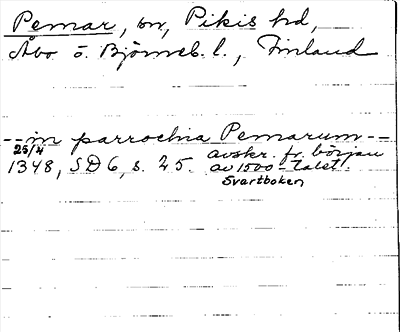 Pemar, sn, Pikis hd,
Åbo o. Björneb. l., Finland
-- in parrochia Pemarum --
25/4 1348, SD 6, s. 25. avskr. fr. början
av 1500-talet.
Svartboken